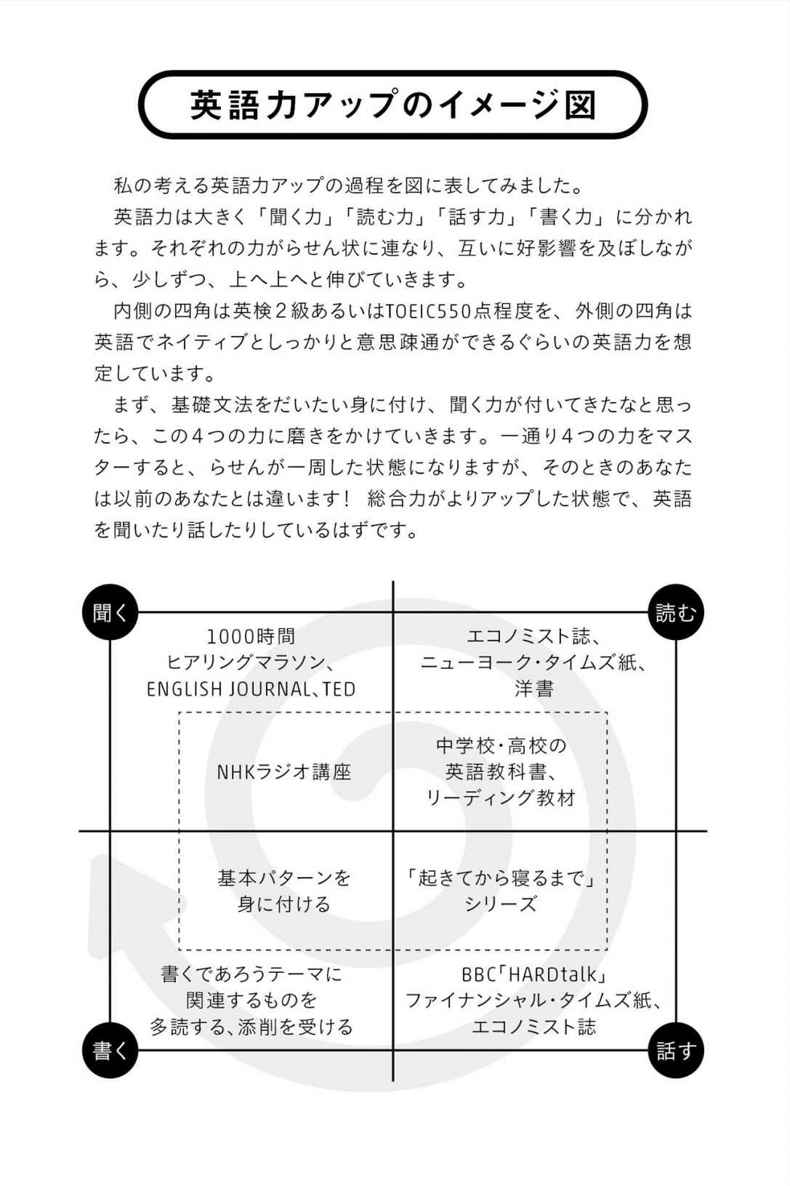 英語力アップのイメージ図
私の考える英語力アップの過程を図に表してみました。
英語力は大きく「聞く力」「読む力」「話す力」「書く力」に分かれ
ます。それぞれの力がらせん状に連なり、互いに好影響を及ぼしなが
ら、少しずつ、上へ上へと伸びていきます。
内側の四角は英検2級あるいはTOEIC550点程度を、外側の四角は
英語でネイティブとしっかりと意思疎通ができるぐらいの英語力を想
定しています。
まず、基礎文法をだいたい身に付け、聞く力が付いてきたなと思っ
たら、この4つの力に磨きをかけていきます。一通り4つの力をマス
ターすると、らせんが一周した状態になりますが、そのときのあなた
は以前のあなたとは違います！ 総合力がよりアップした状態で、英語
を聞いたり話したりしているはずです。
聞く
1000時間
ヒアリングマラソン、
ENGLISH JOURNAL、TED
NHKラジオ講座
読む
エコノミスト誌、
ニューヨーク・タイムズ紙、
洋書
中学校・高校の
英語教科書、
リーディング教材
基本パターンを
身に付ける
書くであろうテーマに
関連するものを
多読する、添削を受ける
書く
「起きてから寝るまで」
シリーズ
BBC「HARDtalk」
ファイナンシャル・タイムズ紙、
エコノミスト誌
話す